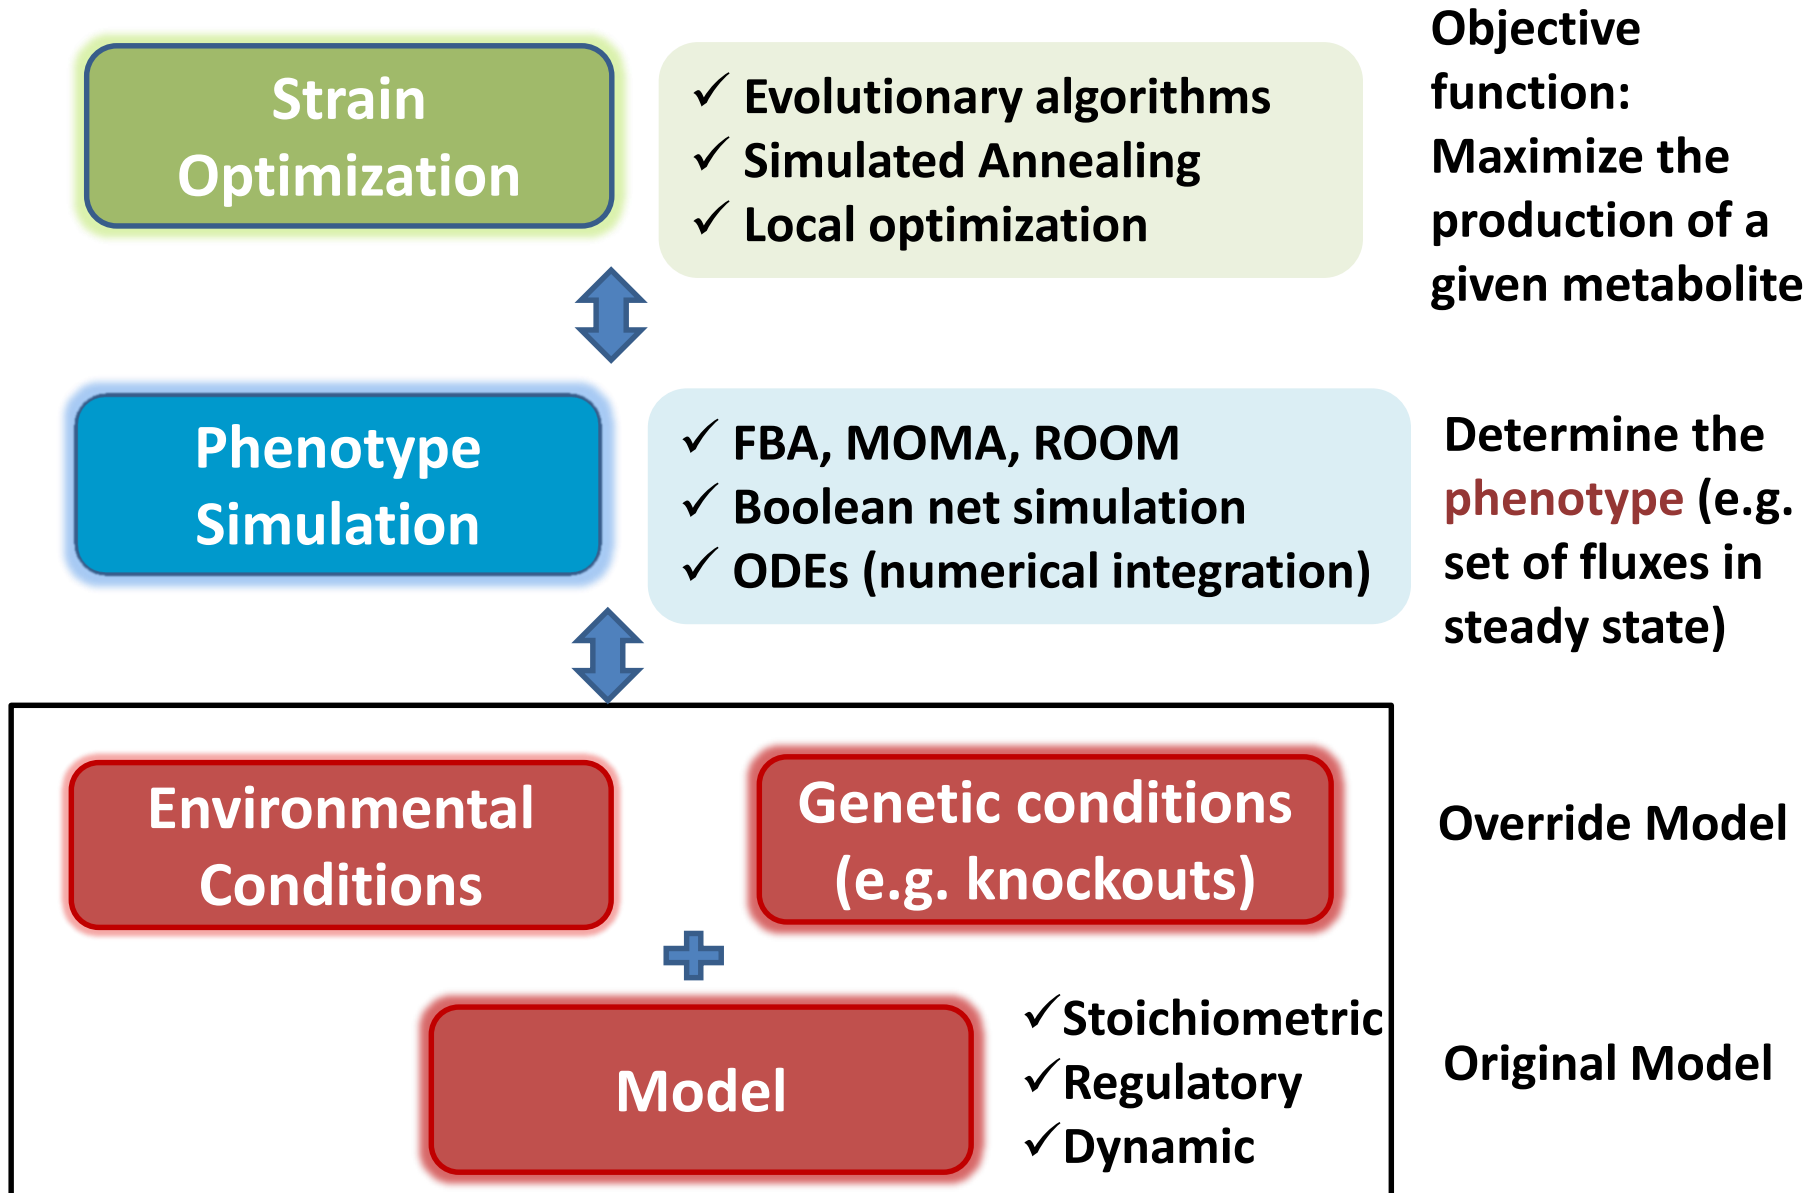 Strain
Optimization
✓ Evolutionary algorithms
✓ Simulated Annealing
✓ Local optimization
Objective
function:
Maximize the
production of a
given metabolite
Phenotype
Simulation
✓ FBA, MOMA, ROOM
✓ Boolean net simulation
✓ ODEs (numerical integration)
Determine the
phenotype (e.g.
set of fluxes in
steady state)
Environmental
Conditions
Genetic conditions
(e.g. knockouts)
Override Model
Model
✓Stoichiometric
✓Regulatory
✓Dynamic
Original Model